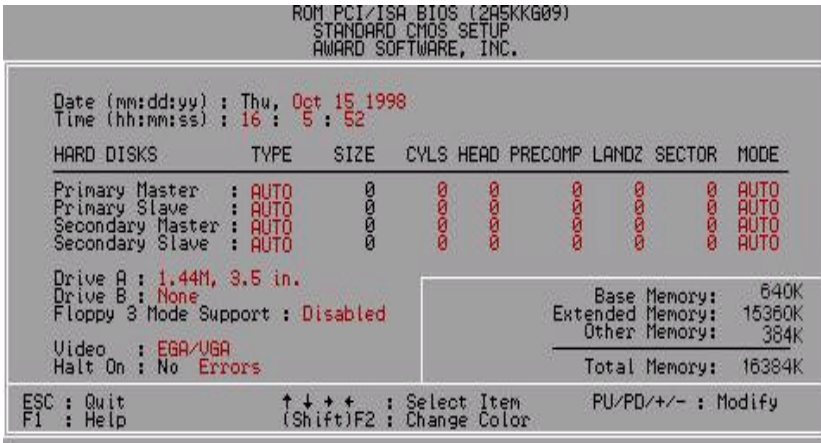 ROM PCI/ISA BIOS (2A5KKG09)
STANDARD CMOS SETUP
AWARD SOFTWARE, INC.
Date (mm:dd:yy) : Thu, Oct 15 1998
Time (hh:mm:ss) : 16 : 5 : 52
HARD DISKS TYPE SIZE CYLS HEAD PRECOMP LANDZ SECTOR MODE
Primary Master : AUTO 0 0 0 0 0 0 AUTO
Primary Slave : AUTO 0 0 0 0 0 0 AUTO
Secondary Master : AUTO 0 0 0 0 0 0 AUTO
Secondary Slave : AUTO 0 0 0 0 0 0 AUTO
Drive A : 1.44M, 3.5 in.
Drive B : None
Floppy 3 Mode Support : Disabled
Video : EGA/VGA
Halt On : No Errors
Base Memory: 640K
Extended Memory: 15360K
Other Memory: 384K
Total Memory: 16384K
ESC : Quit ↑ ↓ → ← : Select Item PU/PD/+/- : Modify
F1 : Help (Shift)F2 : Change Color